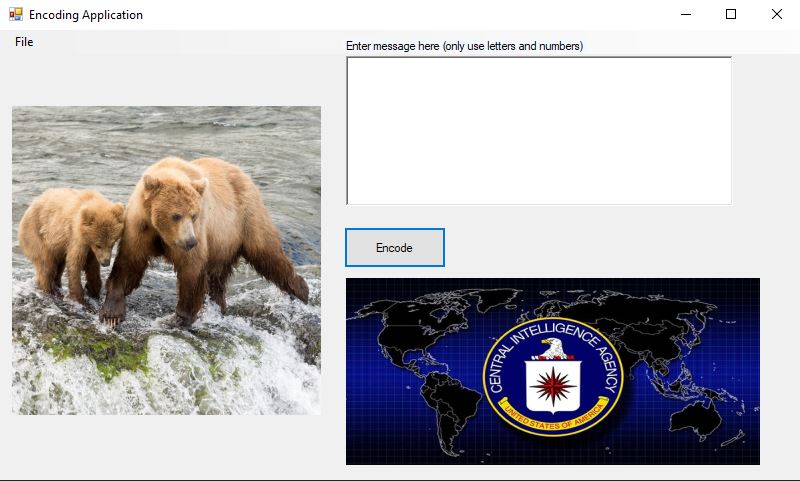 Encoding Application
File
Enter message here (only use letters and numbers)
Encode
CENTRAL INTELLIGENCE AGENCY
UNITED STATES OF AMERICA